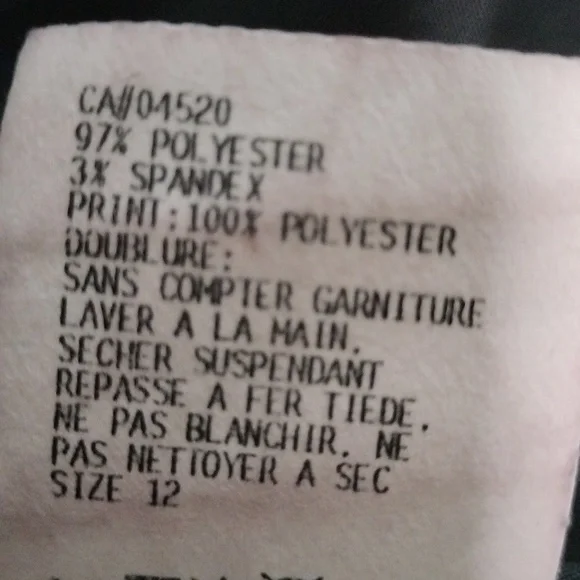 CA#04520
97% POLYESTER
3% SPANDEX
PRINT:100% POLYESTER
DOUBLURE:
SANS COMPTER GARNITURE
LAVER A LA MAIN.
SECHER SUSPENDANT
REPASSE A FER TIEDE.
NE PAS BLANCHIR. NE
PAS NETTOYER A SEC
SIZE 12